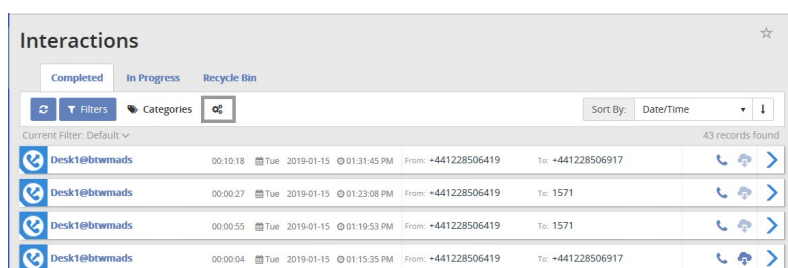 Interactions
Completed In Progress Recycle Bin
Filters Categories Sort By: Date/Time
Current Filter: Default 43 records found
Desk1@btwmads 00:10:18 Tue 2019-01-15 01:31:45 PM From: +441228506419 To: +441228506917
Desk1@btwmads 00:00:27 Tue 2019-01-15 01:23:08 PM From: +441228506419 To: 1571
Desk1@btwmads 00:00:55 Tue 2019-01-15 01:19:53 PM From: +441228506419 To: 1571
Desk1@btwmads 00:00:04 Tue 2019-01-15 01:15:35 PM From: +441228506419 To: +441228506917